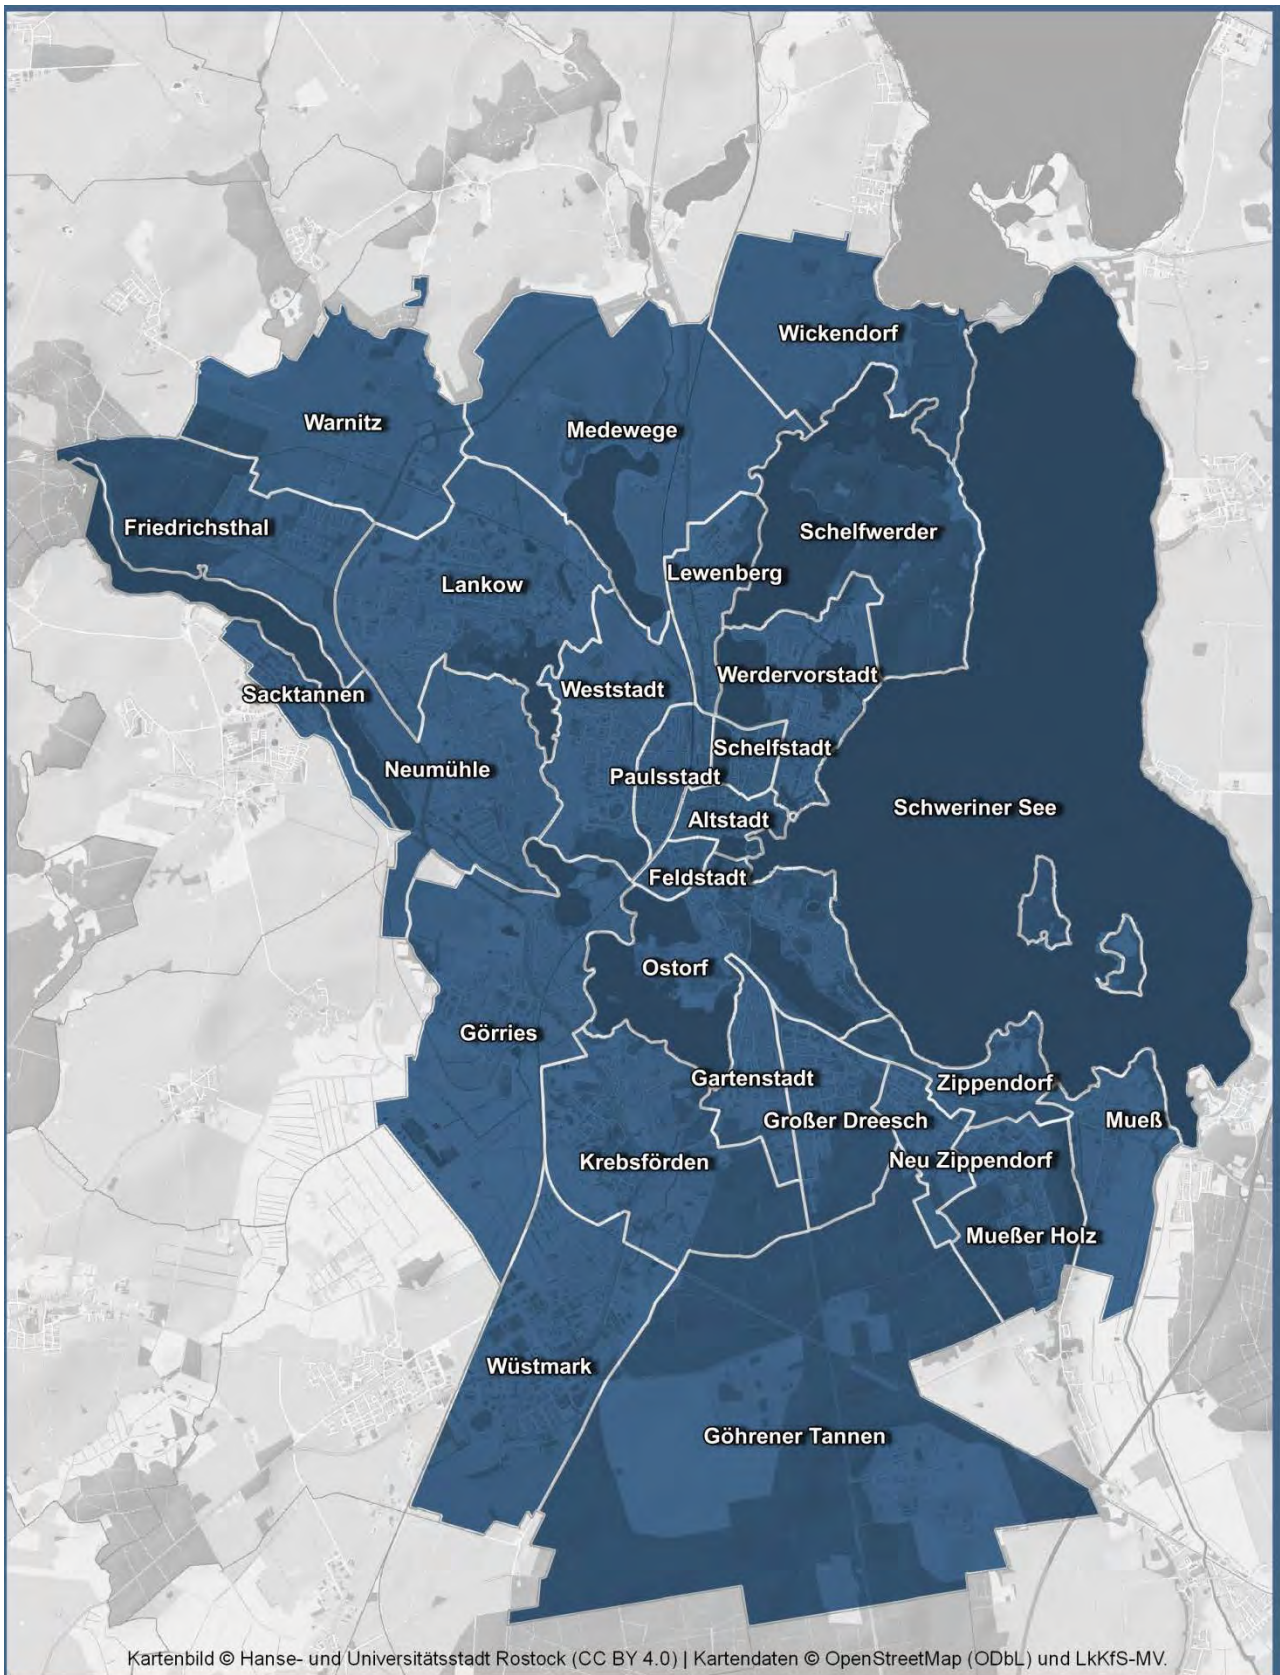 Wickendorf
Warnitz
Medewege
Friedrichsthal
Schelfwerder
Lankow
Lewenberg
Sacktannen
Weststadt
Werdervorstadt
Neumühle
Paulsstadt
Schelfstadt
Schweriner See
Altstadt
Feldstadt
Ostorf
Görries
Gartenstadt
Zippendorf
Großer Dreesch
Mueß
Krebsförden
Neu Zippendorf
Mueßer Holz
Wüstmark
Göhrener Tannen
Kartenbild © Hanse- und Universitätsstadt Rostock (CC BY 4.0) | Kartendaten © OpenStreetMap (ODbL) und LkKfS-MV.